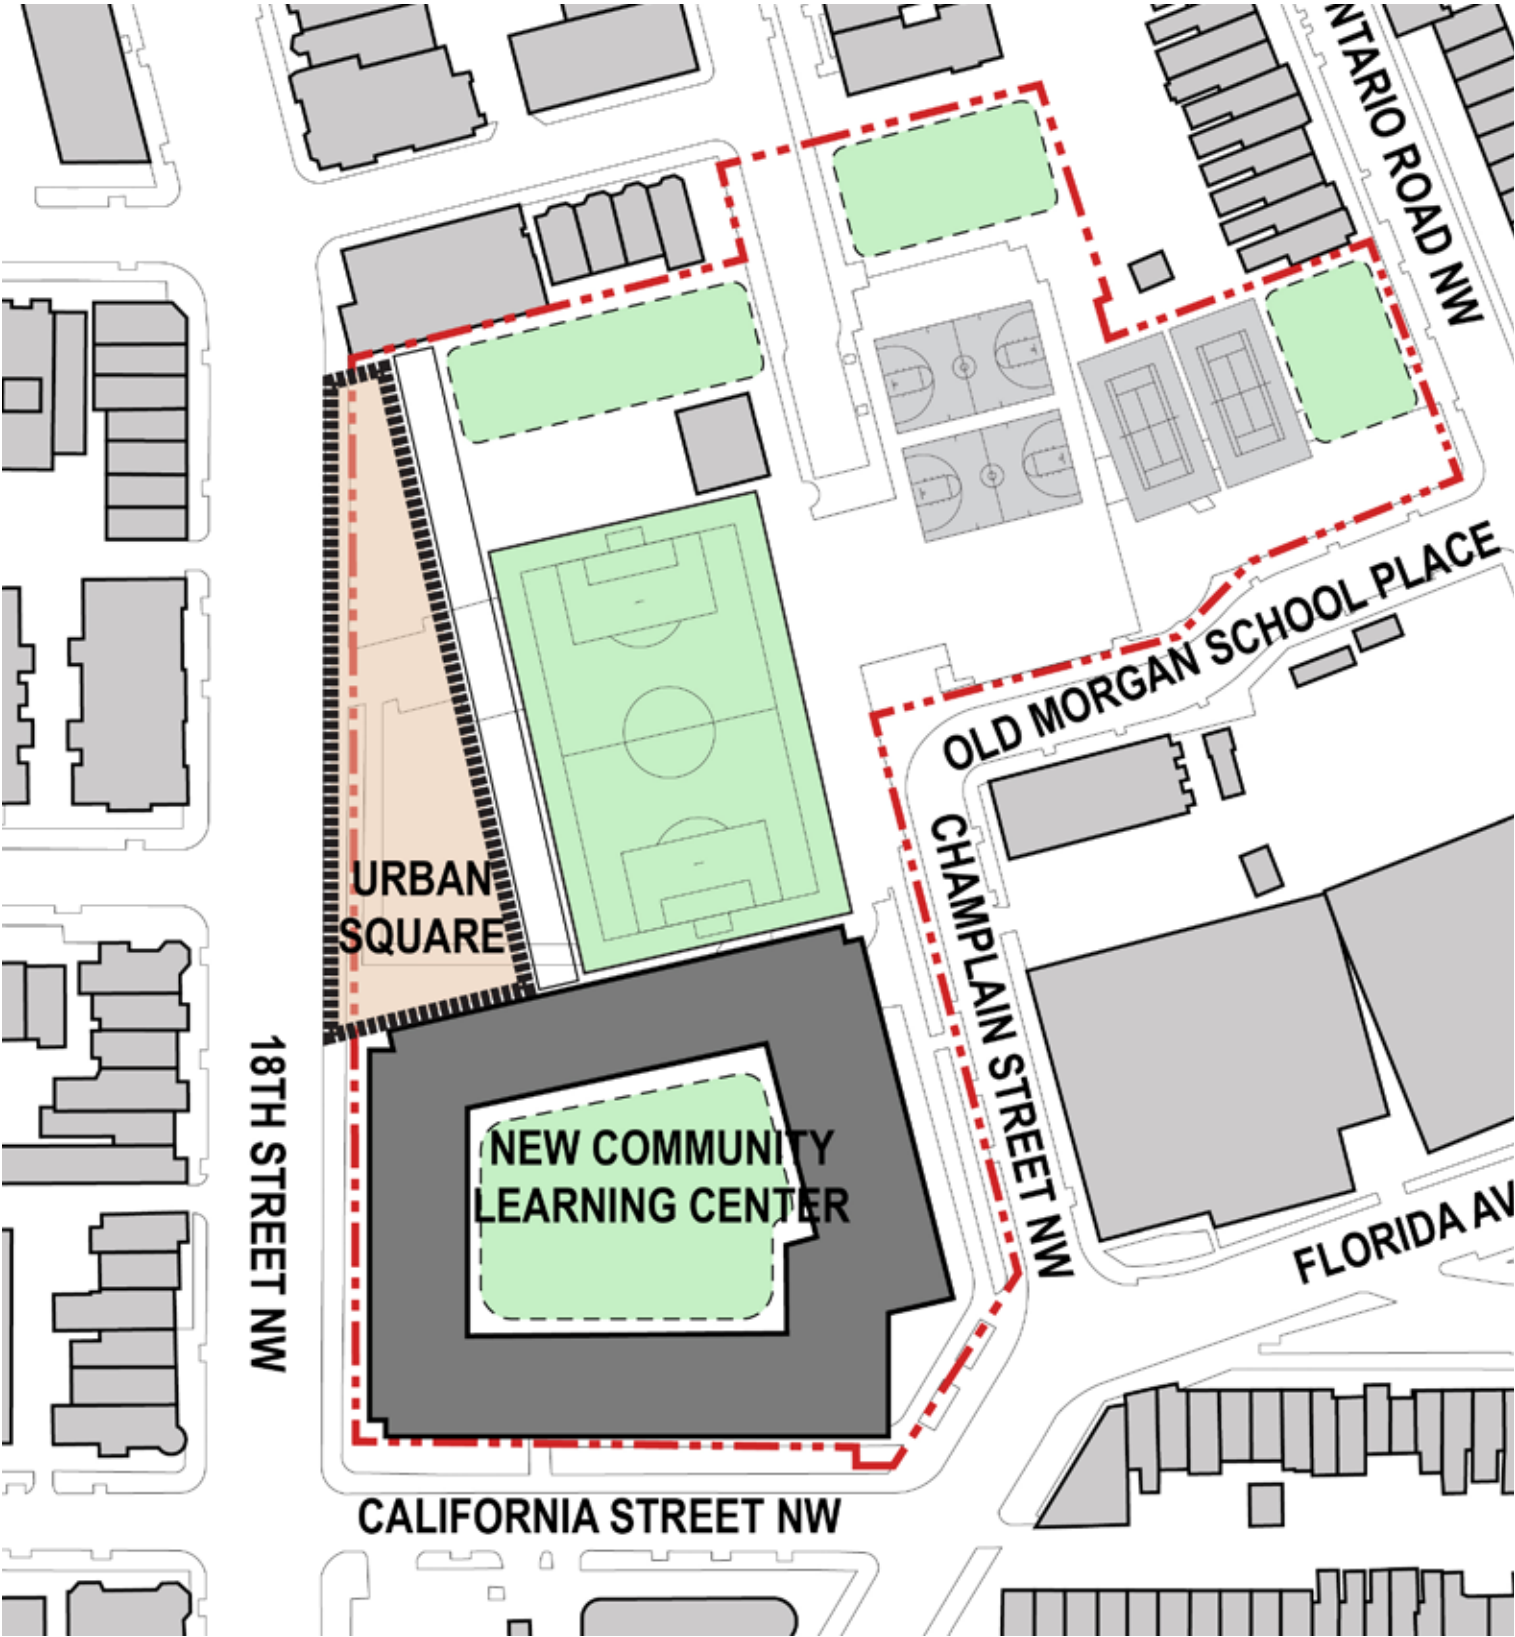 NTARIO ROAD NW
OLD MORGAN SCHOOL PLACE
URBAN
SQUARE
CHAMPLAIN STREET NW
18TH STREET NW
NEW COMMUNITY
LEARNING CENTER
FLORIDA AV
CALIFORNIA STREET NW